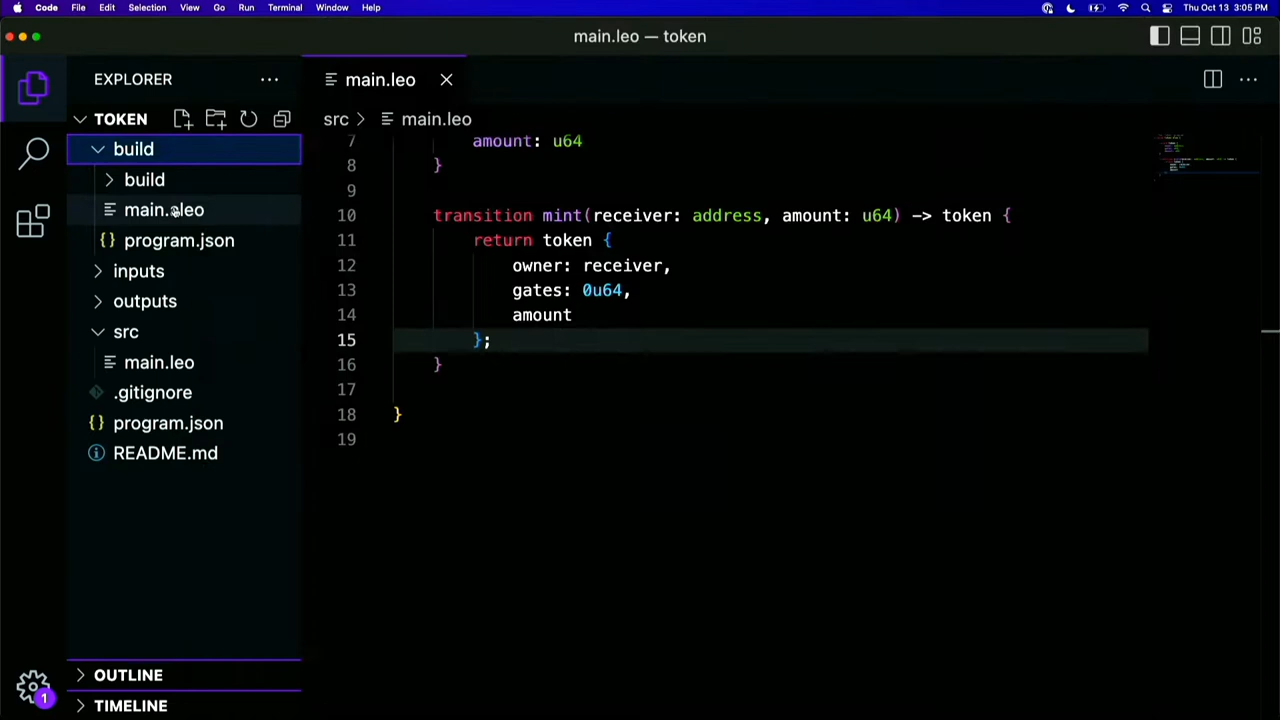 Code File Edit Selection View Go Run Terminal Window Help
Thu Oct 13 3:05 PM
main.leo — token
EXPLORER
TOKEN
build
build
program.json
inputs
outputs
src
main.leo
.gitignore
program.json
README.md
OUTLINE
TIMELINE
1
main.leo
src main.leo
7 amount: u64
8 }
9
10 transition mint(receiver: address, amount: u64) -> token {
11 return token {
12 owner: receiver,
13 gates: 0u64,
14 amount
15 };
16 }
17
18 }
19